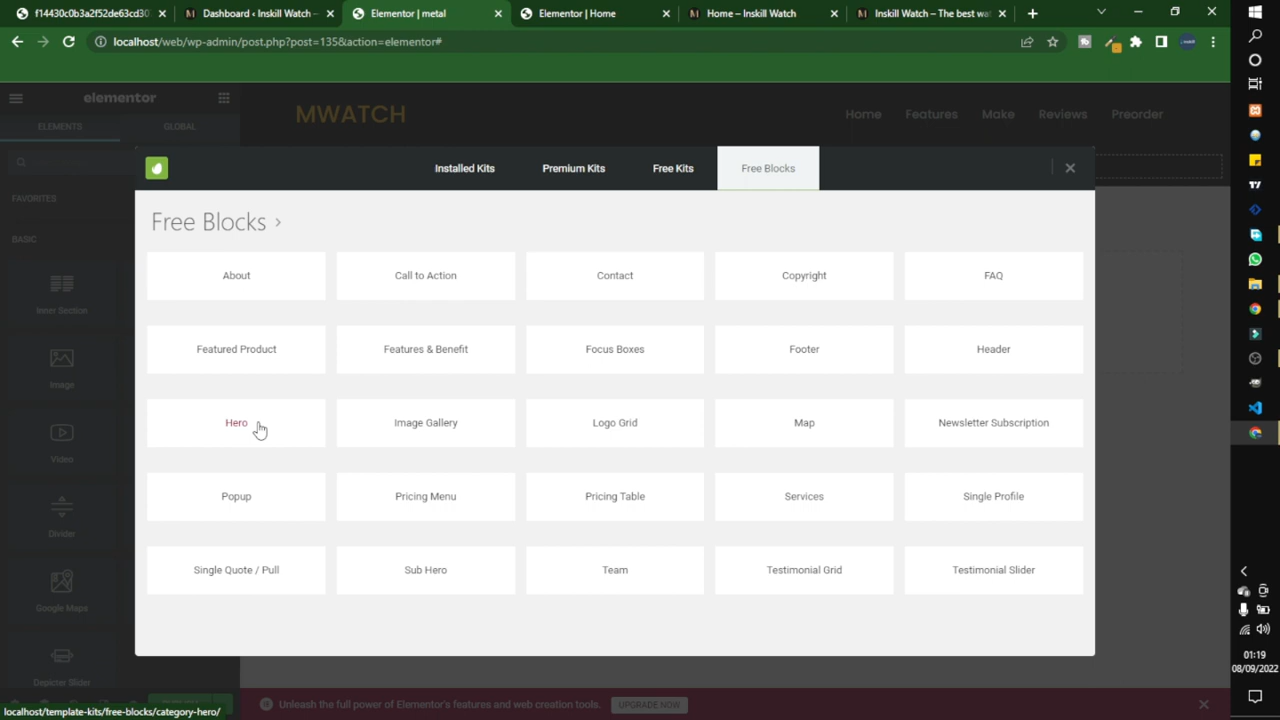 f14430c0b3a2f52de63cd30
Dashboard ‹ Inskill Watch —
Elementor | metal
Elementor | Home
Home – Inskill Watch
Inskill Watch – The best wat
localhost/web/wp-admin/post.php?post=135&action=elementor#
elementor
ELEMENTS
GLOBAL
MWATCH
Home
Features
Make
Reviews
Preorder
Installed Kits
Premium Kits
Free Kits
Free Blocks
FAVORITES
Free Blocks ›
BASIC
About
Call to Action
Contact
Copyright
FAQ
Inner Section
Featured Product
Features & Benefit
Focus Boxes
Footer
Header
Image
Hero
Image Gallery
Logo Grid
Map
Newsletter Subscription
Video
Popup
Pricing Menu
Pricing Table
Services
Single Profile
Divider
Single Quote / Pull
Sub Hero
Team
Testimonial Grid
Testimonial Slider
Google Maps
Depicter Slider
01:19
08/09/2022
Unleash the full power of Elementor's features and web creation tools.
UPGRADE NOW
localhost/template-kits/free-blocks/category-hero/